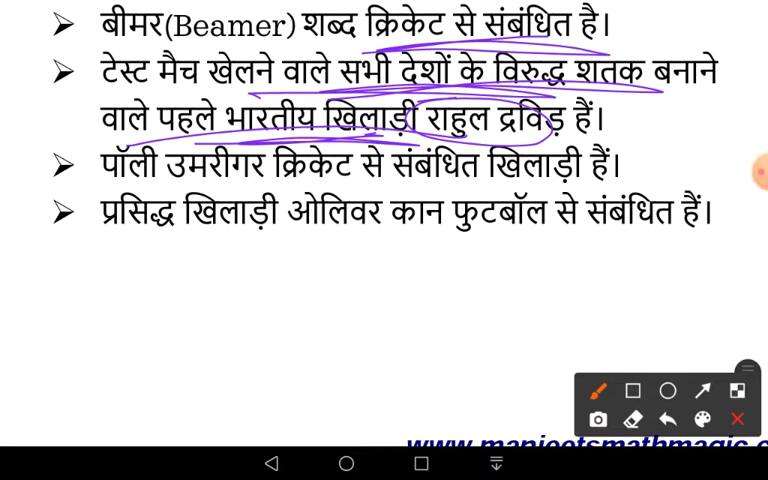 ➢ बीमर(Beamer) शब्द क्रिकेट से संबंधित है।
➢ टेस्ट मैच खेलने वाले सभी देशों के विरुद्ध शतक बनाने
वाले पहले भारतीय खिलाड़ी राहुल द्रविड़ हैं।
➢ पॉली उमरीगर क्रिकेट से संबंधित खिलाड़ी हैं।
➢ प्रसिद्ध खिलाड़ी ओलिवर कान फुटबॉल से संबंधित हैं।